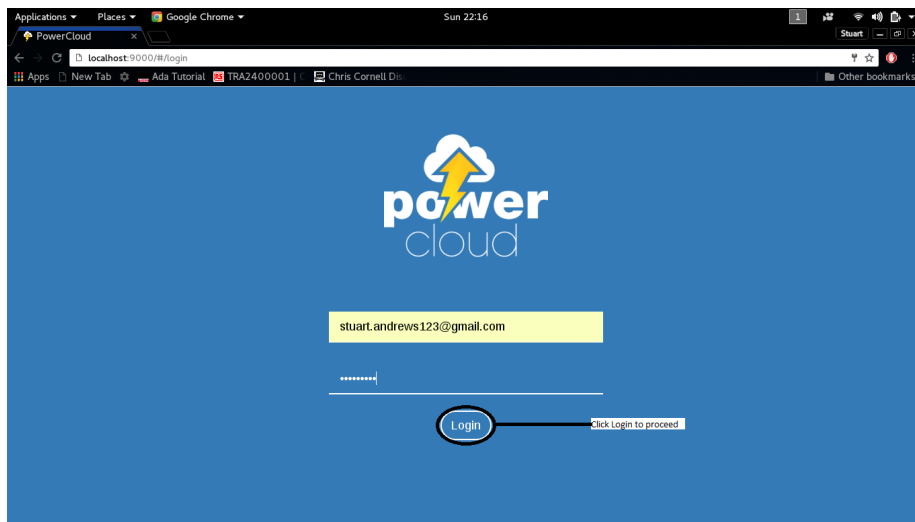 Applications Places Google Chrome Sun 22:16 1
PowerCloud Stuart
localhost:9000/#/login
Apps New Tab Ada Tutorial TRA2400001 | Chris Cornell Dis Other bookmarks
power
cloud
stuart.andrews123@gmail.com
•••••••••
Login
Click Login to proceed